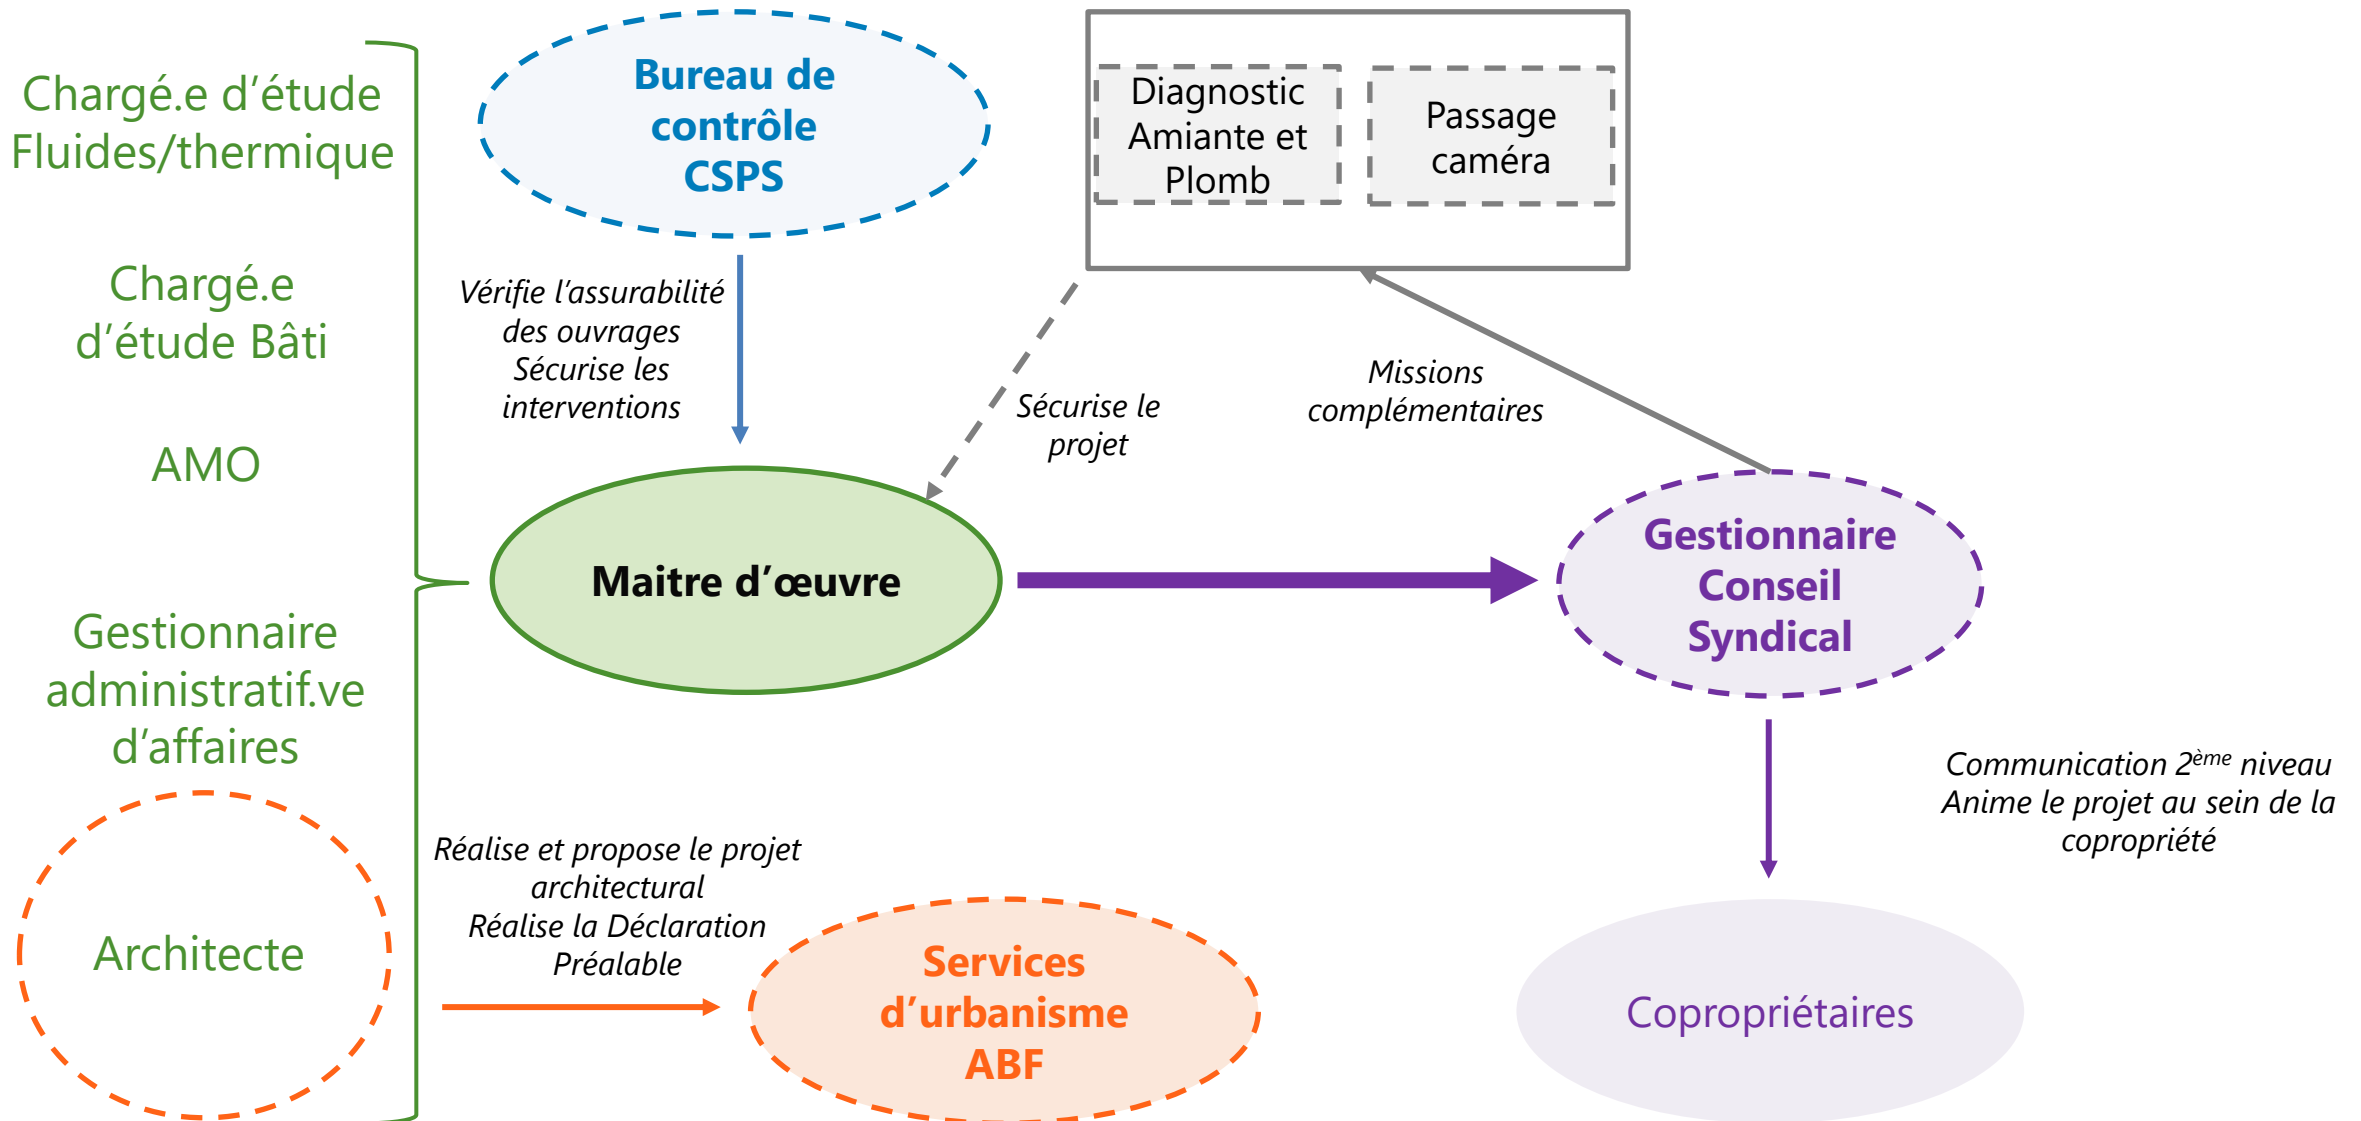 Chargé.e d’étude
Fluides/thermique
Chargé.e
d’étude Bâti
AMO
Gestionnaire
administratif.ve
d’affaires
Architecte
Bureau de
contrôle
CSPS
Vérifie l’assurabilité
des ouvrages
Sécurise les
interventions
Diagnostic
Amiante et
Plomb
Passage
caméra
Sécurise le
projet
Missions
complémentaires
Maitre d’œuvre
Gestionnaire
Conseil
Syndical
Communication 2ème niveau
Anime le projet au sein de la
copropriété
Réalise et propose le projet
architectural
Réalise la Déclaration
Préalable
Services
d’urbanisme
ABF
Copropriétaires